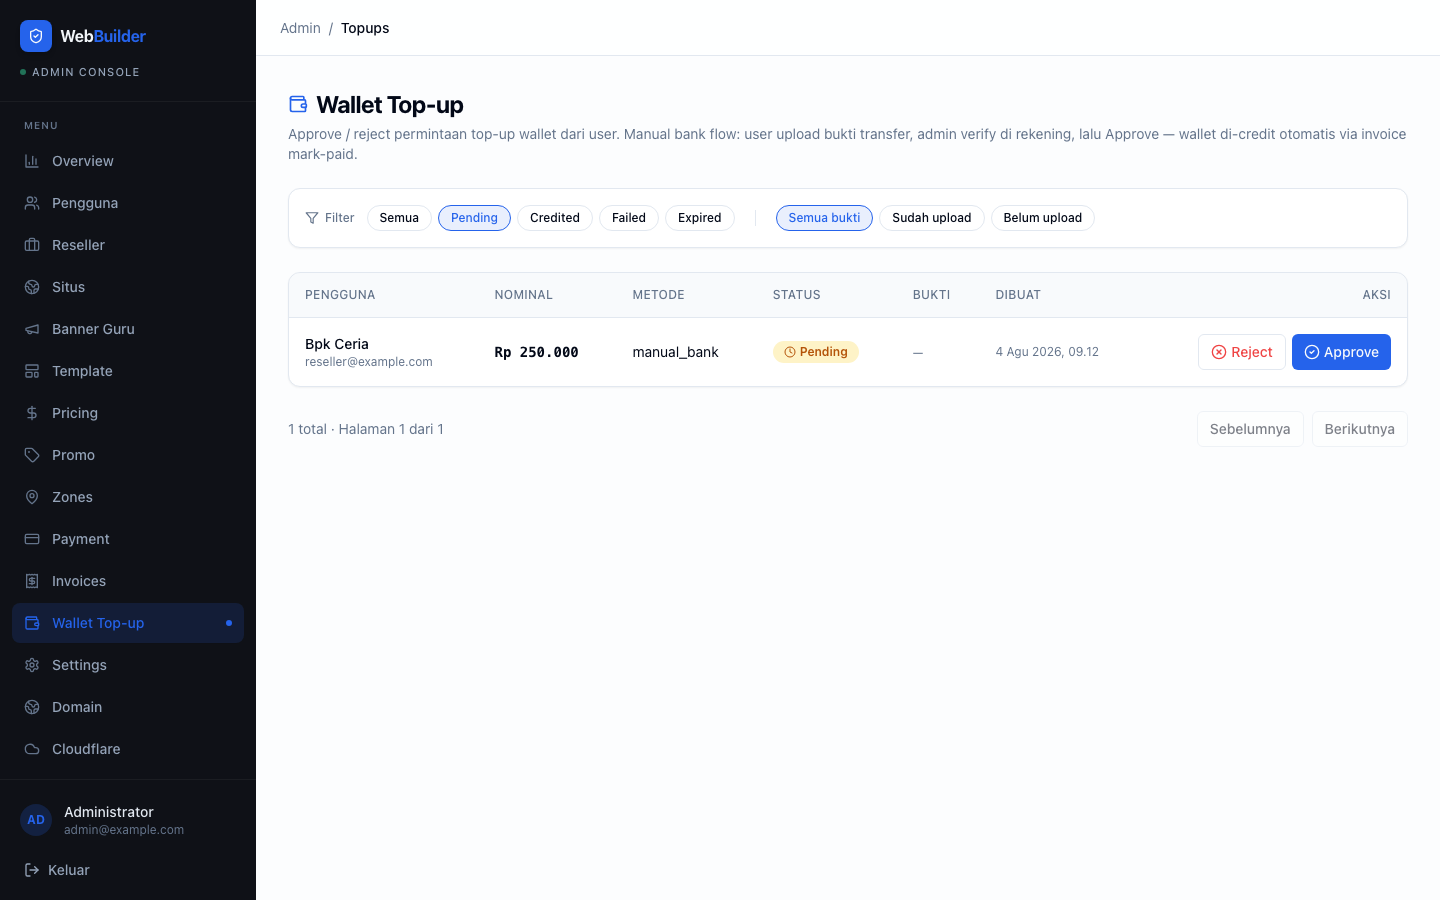 WebBuilder
ADMIN CONSOLE
MENU
Overview
Pengguna
Reseller
Situs
Banner Guru
Template
Pricing
Promo
Zones
Payment
Invoices
Wallet Top-up
Settings
Domain
Cloudflare
AD
Administrator
admin@example.com
Keluar
Admin / Topups
Wallet Top-up
Approve / reject permintaan top-up wallet dari user. Manual bank flow: user upload bukti transfer, admin verify di rekening, lalu Approve — wallet di-credit otomatis via invoice
mark-paid.
Filter Semua Pending Credited Failed Expired Semua bukti Sudah upload Belum upload
PENGGUNA NOMINAL METODE STATUS BUKTI DIBUAT AKSI
Bpk Ceria
reseller@example.com
Rp 250.000 manual_bank Pending — 4 Agu 2026, 09.12 Reject Approve
1 total · Halaman 1 dari 1
Sebelumnya Berikutnya